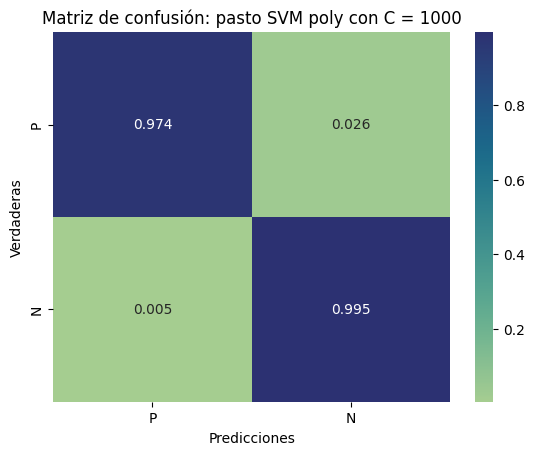 Matriz de confusión: pasto SVM poly con C = 1000
P
0.974
0.026
0.8
0.6
Verdaderas
0.4
N
0.005
0.995
0.2
P
N
Predicciones